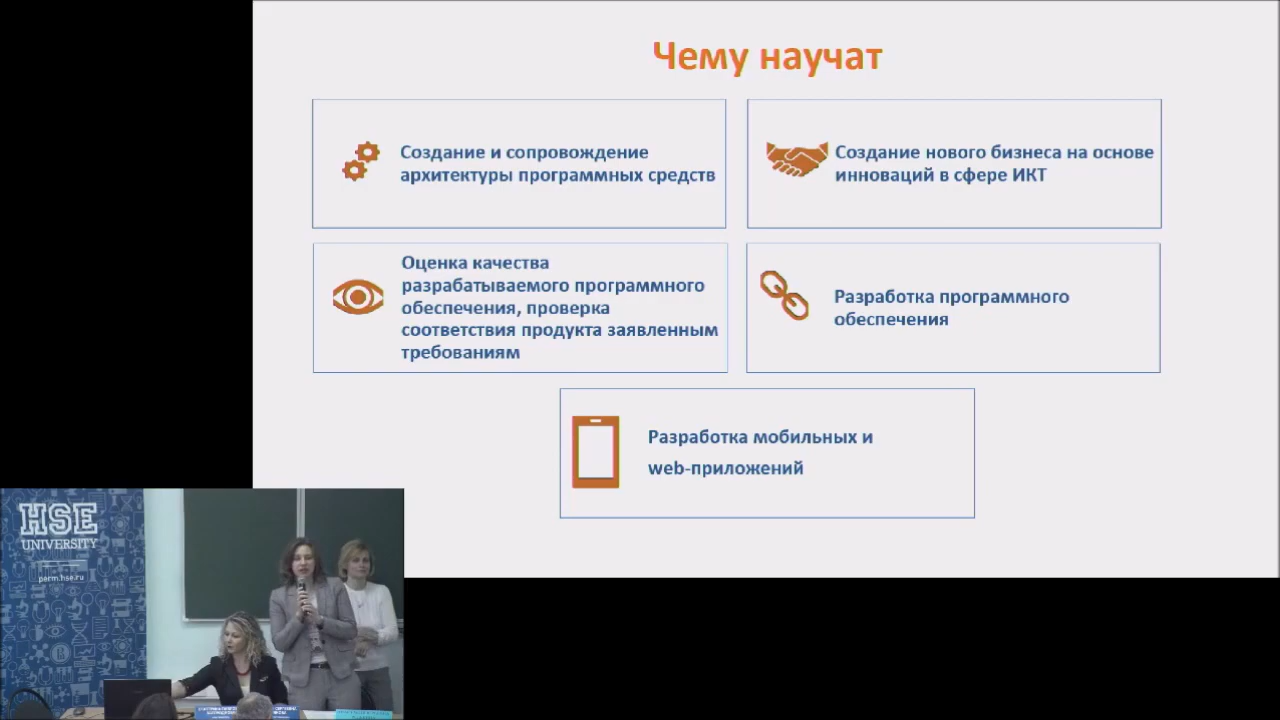 Чему научат
Создание и сопровождение
архитектуры программных средств
Создание нового бизнеса на основе
инноваций в сфере ИКТ
Оценка качества
разрабатываемого программного
обеспечения, проверка
соответствия продукта заявленным
требованиям
Разработка программного
обеспечения
Разработка мобильных и
web-приложений
HSE
UNIVERSITY
perm.hse.ru